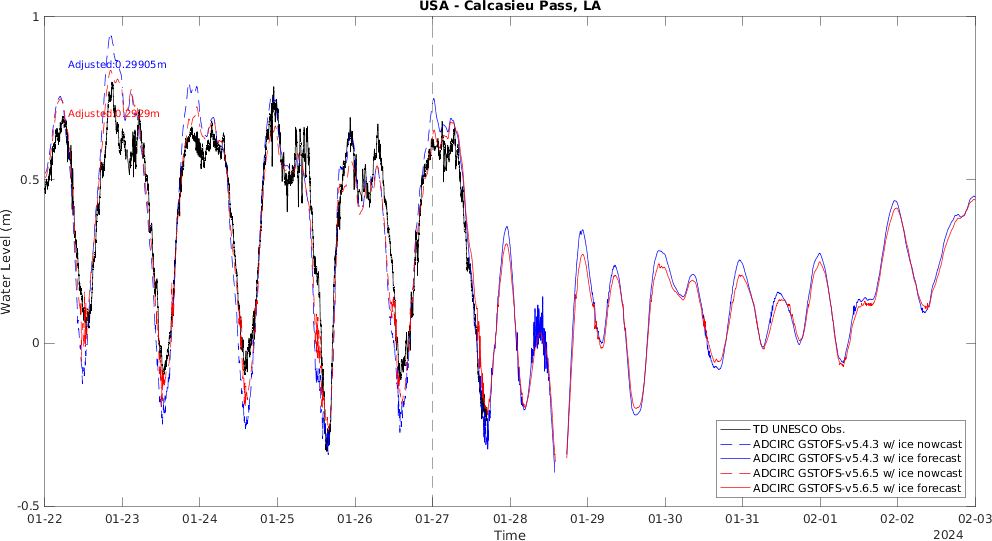 USA - Calcasieu Pass, LA
1
0.5
0
-0.5
Water Level (m)
Adjusted:0.29905m
Adjusted:0.2929m
TD UNESCO Obs.
ADCIRC GSTOFS-v5.4.3 w/ ice nowcast
ADCIRC GSTOFS-v5.4.3 w/ ice forecast
ADCIRC GSTOFS-v5.6.5 w/ ice nowcast
ADCIRC GSTOFS-v5.6.5 w/ ice forecast
01-22 01-23 01-24 01-25 01-26 01-27 01-28 01-29 01-30 01-31 02-01 02-02 02-03
Time
2024